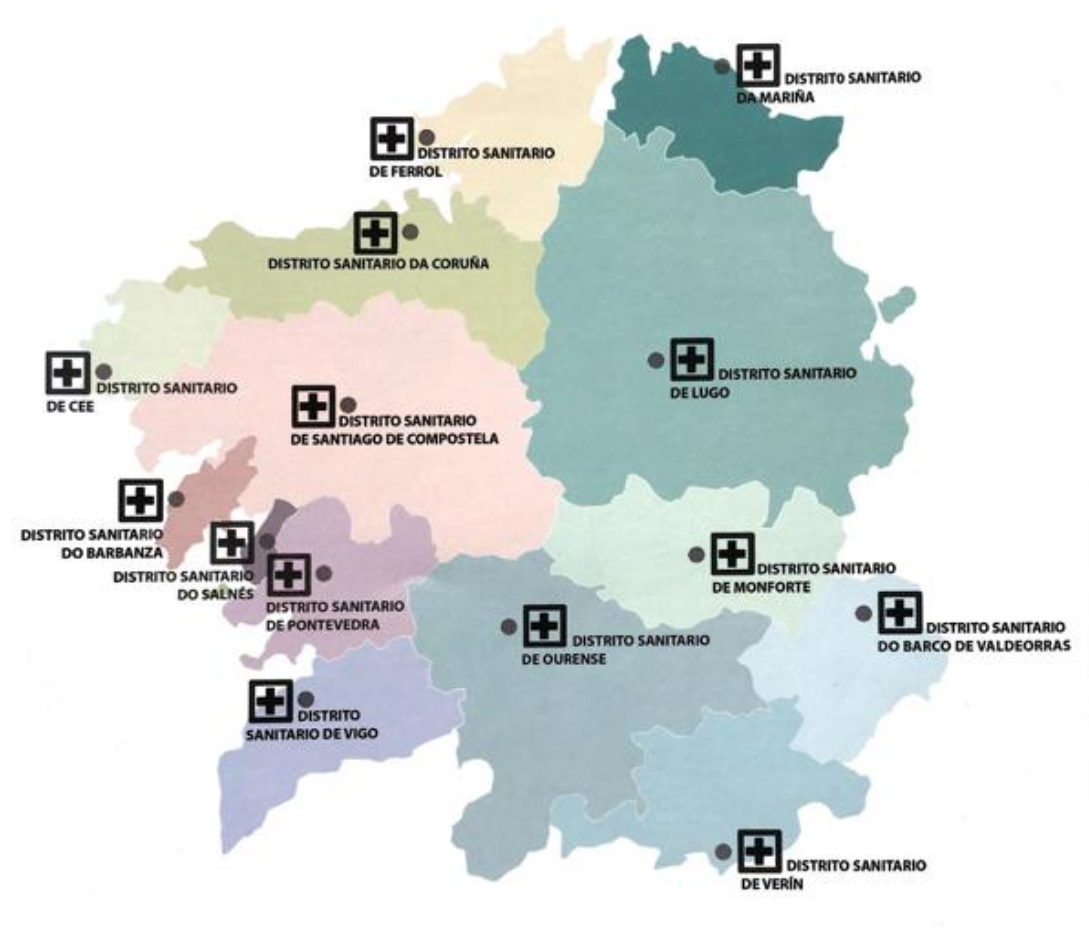 DISTRITO SANITARIO
DA MARIÑA
DISTRITO SANITARIO
DE FERROL
DISTRITO SANITARIO DA CORUÑA
DISTRITO SANITARIO
DE LUGO
DISTRITO SANITARIO
DE CEE
DISTRITO SANITARIO
DE SANTIAGO DE COMPOSTELA
DISTRITO SANITARIO
DO BARBANZA
DISTRITO SANITARIO
DO SALNÉS
DISTRITO SANITARIO
DE PONTEVEDRA
DISTRITO SANITARIO
DE MONFORTE
DISTRITO SANITARIO
DO BARCO DE VALDEORRAS
DISTRITO SANITARIO
DE OURENSE
DISTRITO
SANITARIO DE VIGO
DISTRITO SANITARIO
DE VERÍN